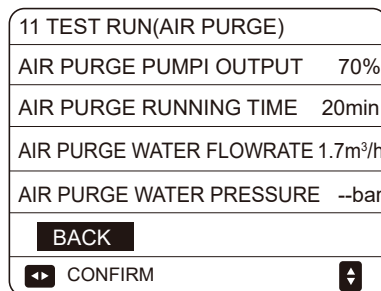 11 TEST RUN(AIR PURGE)
AIR PURGE PUMPI OUTPUT 70%
AIR PURGE RUNNING TIME 20min
AIR PURGE WATER FLOWRATE 1.7m³/h
AIR PURGE WATER PRESSURE --bar
BACK
CONFIRM